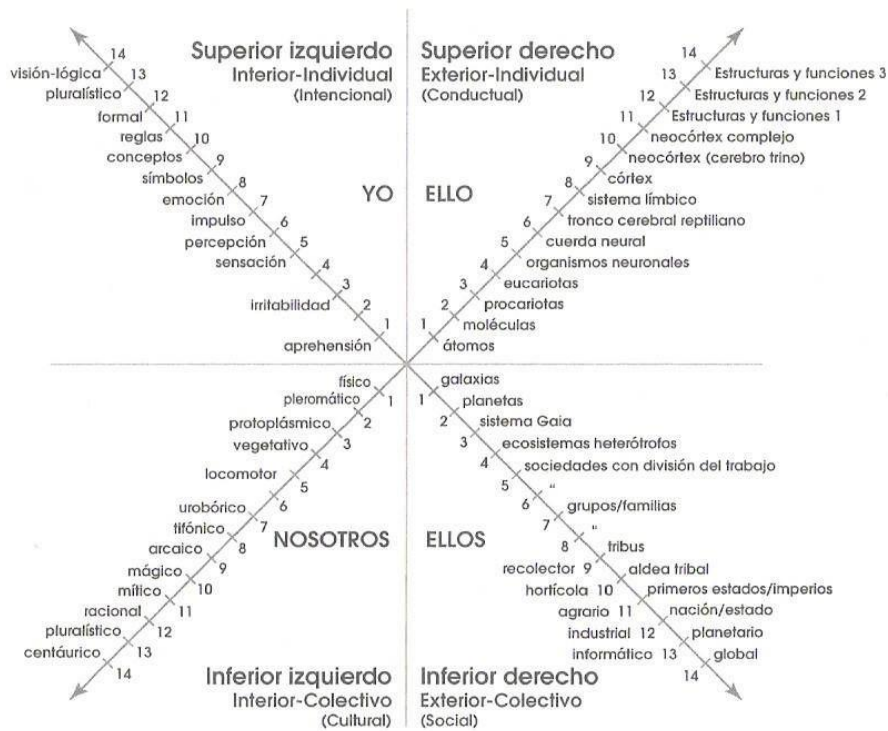 Superior izquierdo
Interior-Individual
(Intencional)
YO
14
visión-lógica
13
pluralístico
12
formal
11
reglas
10
conceptos
9
símbolos
8
emoción
7
impulso
6
percepción
5
sensación
4
3
irritabilidad
2
1
aprehensión
Superior derecho
Exterior-Individual
(Conductual)
ELLO
14
Estructuras y funciones 3
13
Estructuras y funciones 2
12
Estructuras y funciones 1
11
neocórtex complejo
10
neocórtex (cerebro trino)
9
córtex
8
sistema límbico
7
tronco cerebral reptiliano
6
cuerda neural
5
organismos neuronales
4
eucariotas
3
procariotas
2
moléculas
1
átomos
físico
1
pleromático
2
protoplásmico
3
vegetativo
4
locomotor
5
6
urobórico
7
tifónico
8
arcaico
9
mágico
10
mítico
11
racional
12
pluralístico
13
centáurico
14
NOSOTROS
Inferior izquierdo
Interior-Colectivo
(Cultural)
galaxias
1
planetas
2
sistema Gaia
3
ecosistemas heterótrofos
4
sociedades con división del trabajo
5
"
6
grupos/familias
7
"
8
tribus
recolector 9 aldea tribal
hortícola 10 primeros estados/imperios
agrario 11 nación/estado
industrial 12 planetario
informático 13 global
14
ELLOS
Inferior derecho
Exterior-Colectivo
(Social)